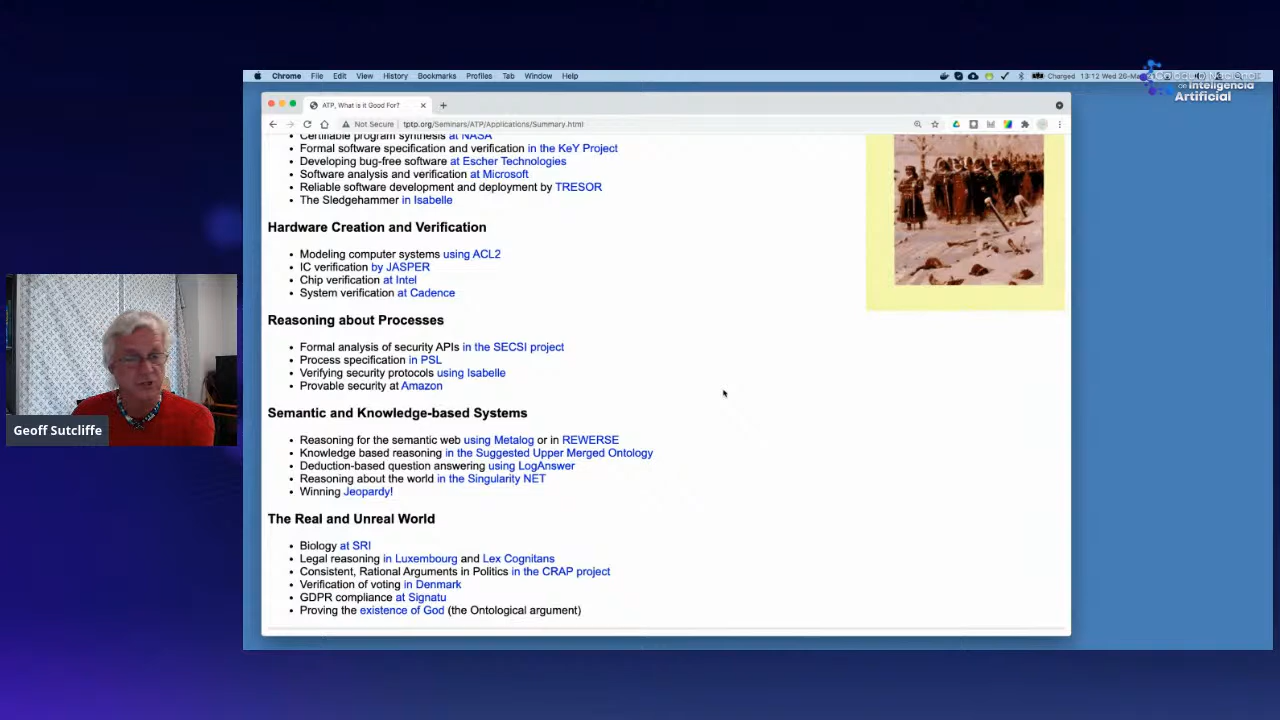 Chrome File Edit View History Bookmarks Profiles Tab Window Help
Charged 13:12 Wed 26-Ma
Inteligencia
Artificial
ATP, What is it Good For?
Not Secure tptp.org/Seminars/ATP/Applications/Summary.html
Certifiable program synthesis at NASA
Formal software specification and verification in the KeY Project
Developing bug-free software at Escher Technologies
Software analysis and verification at Microsoft
Reliable software development and deployment by TRESOR
The Sledgehammer in Isabelle
Hardware Creation and Verification
Modeling computer systems using ACL2
IC verification by JASPER
Chip verification at Intel
System verification at Cadence
Reasoning about Processes
Formal analysis of security APIs in the SECSI project
Process specification in PSL
Verifying security protocols using Isabelle
Provable security at Amazon
Geoff Sutcliffe
Semantic and Knowledge-based Systems
Reasoning for the semantic web using Metalog or in REWERSE
Knowledge based reasoning in the Suggested Upper Merged Ontology
Deduction-based question answering using LogAnswer
Reasoning about the world in the Singularity NET
Winning Jeopardy!
The Real and Unreal World
Biology at SRI
Legal reasoning in Luxembourg and Lex Cognitans
Consistent, Rational Arguments in Politics in the CRAP project
Verification of voting in Denmark
GDPR compliance at Signatu
Proving the existence of God (the Ontological argument)